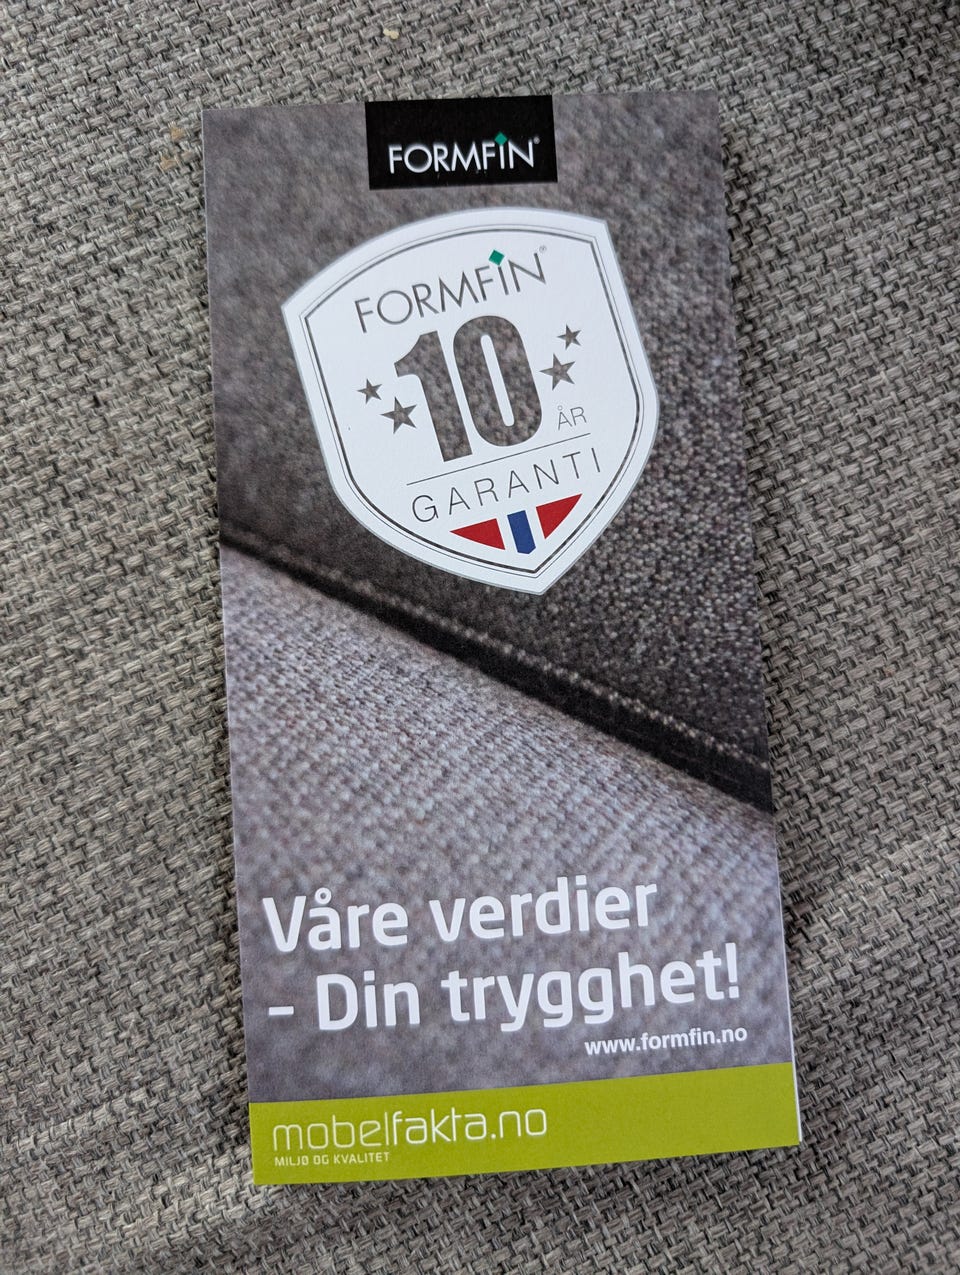 FORMFIN®
FORMFIN®
10
ÅR
GARANTI
Våre verdier
- Din trygghet!
www.formfin.no
mobelfakta.no
MILJØ OG KVALITET